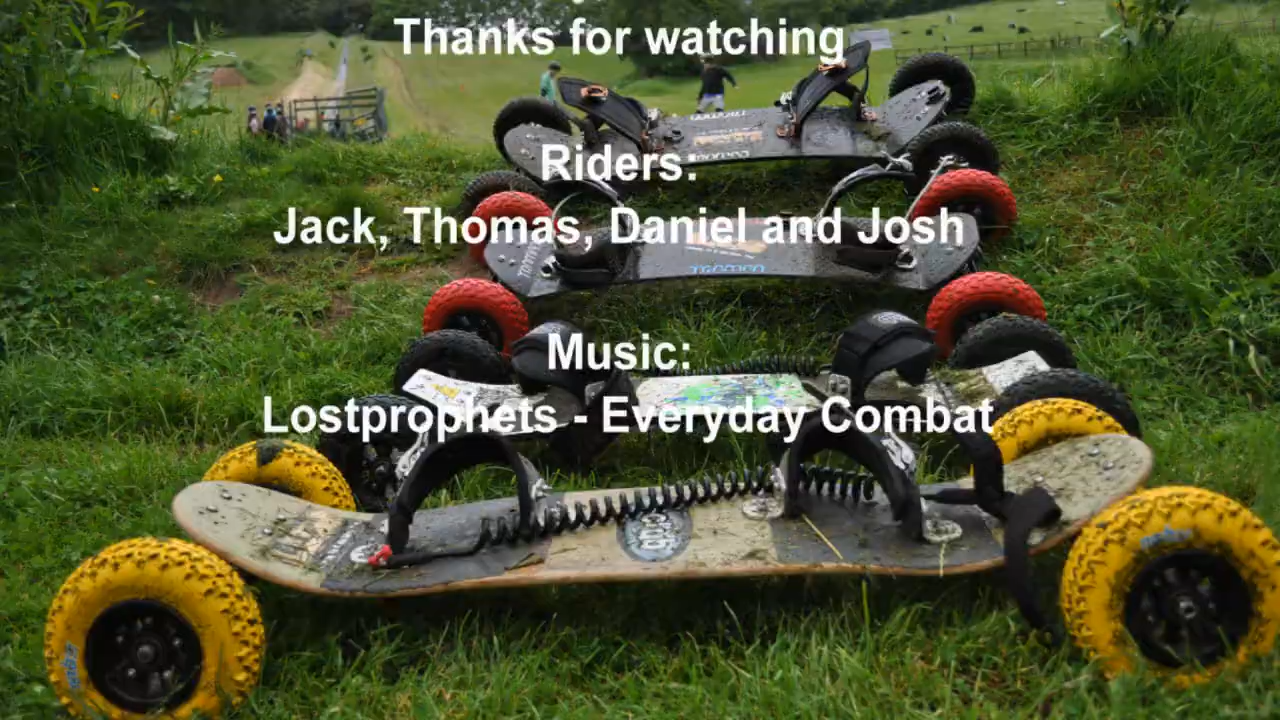 Thanks for watching
Riders:
Jack, Thomas, Daniel and Josh
Music:
Lostprophets - Everyday Combat